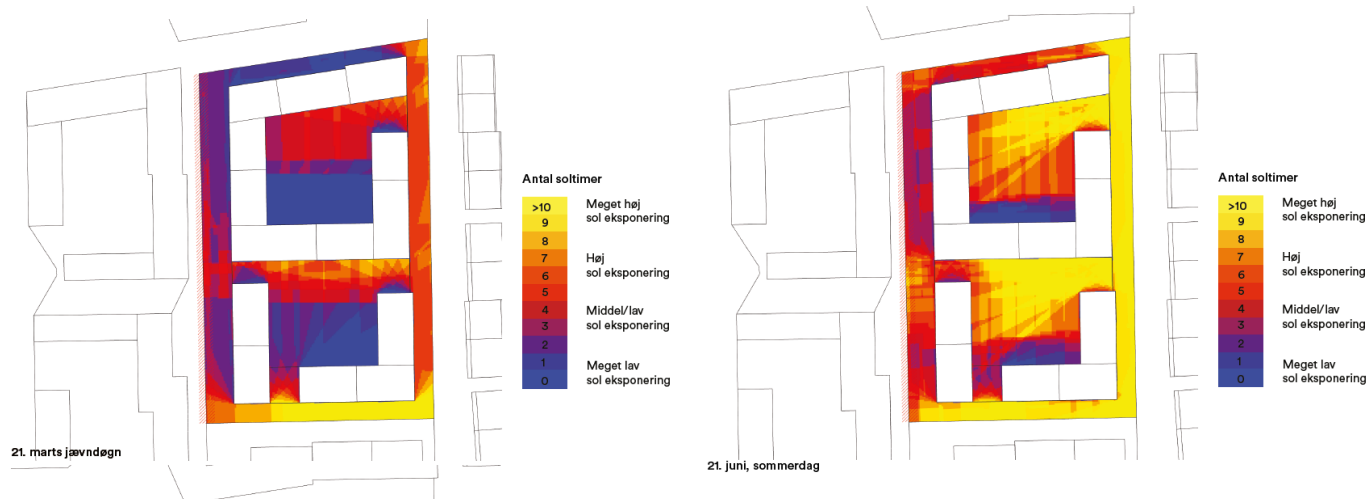 Antal soltimer
>10
9
8
7
6
5
4
3
2
1
0
Meget høj
sol eksponering
Høj
sol eksponering
Middel/lav
sol eksponering
Meget lav
sol eksponering
21. marts jævndøgn
Antal soltimer
>10
9
8
7
6
5
4
3
2
1
0
Meget høj
sol eksponering
Høj
sol eksponering
Middel/lav
sol eksponering
Meget lav
sol eksponering
21. juni, sommerdag